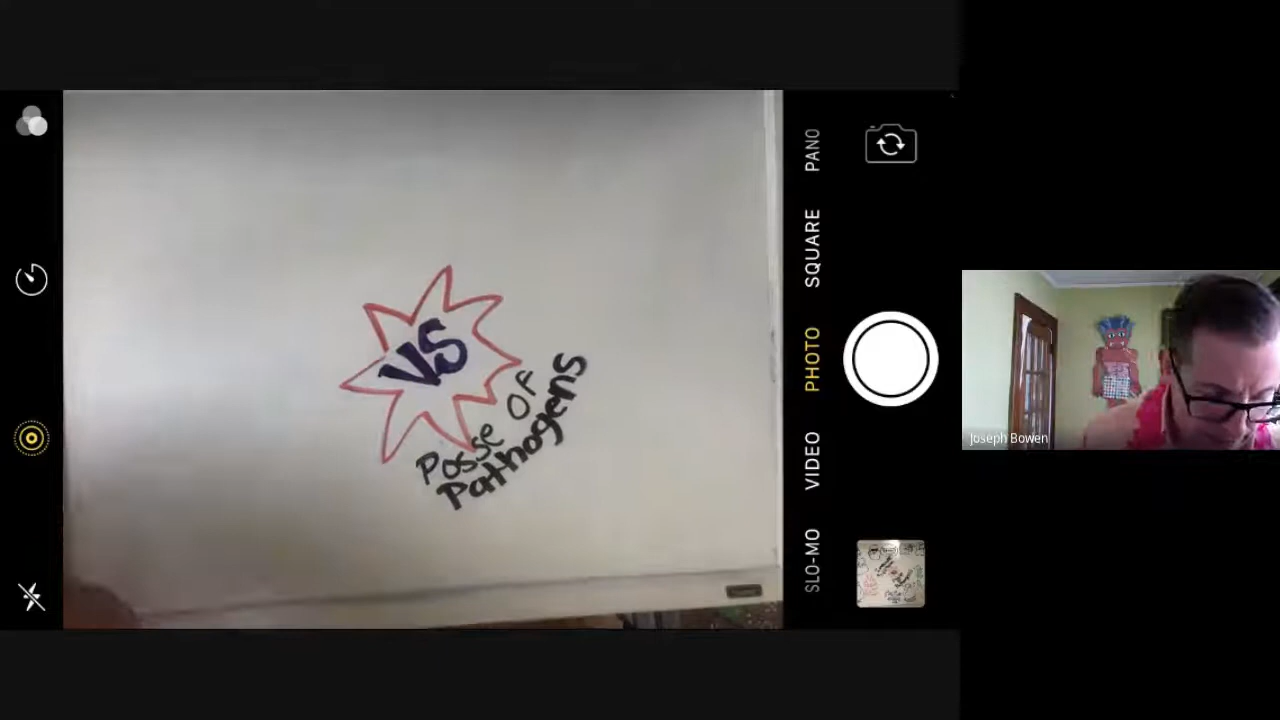 VS
Posse OF
Pathogens
PANO
SQUARE
PHOTO
VIDEO
SLO-MO
Joseph Bowen